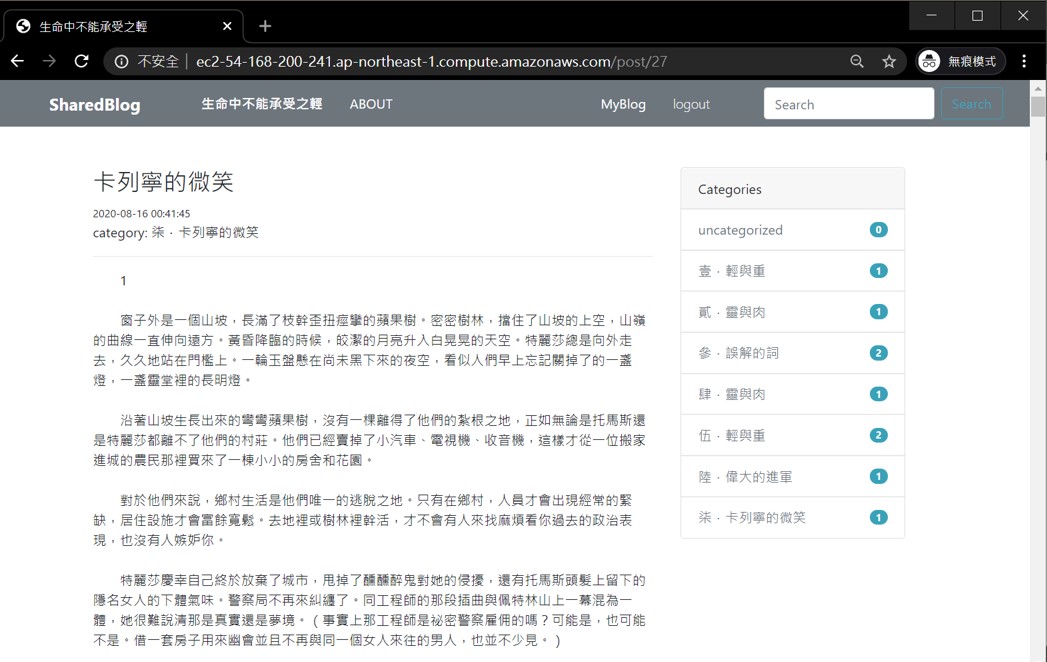 生命中不能承受之輕
不安全
ec2-54-168-200-241.ap-northeast-1.compute.amazonaws.com/post/27
無痕模式
SharedBlog
生命中不能承受之輕
ABOUT
MyBlog
logout
Search
Search
卡列寧的微笑
2020-08-16 00:41:45
category: 柒．卡列寧的微笑
1
窗子外是一個山坡，長滿了枝幹歪扭痙攣的蘋果樹。密密樹林，擋住了山坡的上空，山嶺
的曲線一直伸向遠方。黃昏降臨的時候，皎潔的月亮升入白晃晃的天空。特麗莎總是向外走
去，久久地站在門檻上。一輪玉盤懸在尚未黑下來的夜空，看似人們早上忘記關掉了的一盞
燈，一盞靈堂裡的長明燈。
沿著山坡生長出來的彎彎蘋果樹，沒有一棵離得了他們的紮根之地，正如無論是托馬斯還
是特麗莎都離不了他們的村莊。他們已經賣掉了小汽車、電視機、收音機，這樣才從一位搬家
進城的農民那裡買來了一棟小小的房舍和花園。
對於他們來說，鄉村生活是他們唯一的逃脫之地。只有在鄉村，人員才會出現經常的緊
缺，居住設施才會富餘寬鬆。去地裡或樹林裡幹活，才不會有人來找麻煩看你過去的政治表
現，也沒有人嫉妒你。
特麗莎慶幸自己終於放棄了城市，甩掉了醺醺醉鬼對她的侵擾，還有托馬斯頭髮上留下的
隱名女人的下體氣味。警察局不再來糾纏了。同工程師的那段插曲與佩特林山上一幕混為一
體，她很難說清那是真實還是夢境。（事實上那工程師是祕密警察雇佣的嗎？可能是，也可能
不是。借一套房子用來幽會並且不再與同一個女人來往的男人，也並不少見。）
Categories
uncategorized 0
壹．輕與重 1
貳．靈與肉 1
參．誤解的詞 2
肆．靈與肉 1
伍．輕與重 2
陸．偉大的進軍 1
柒．卡列寧的微笑 1